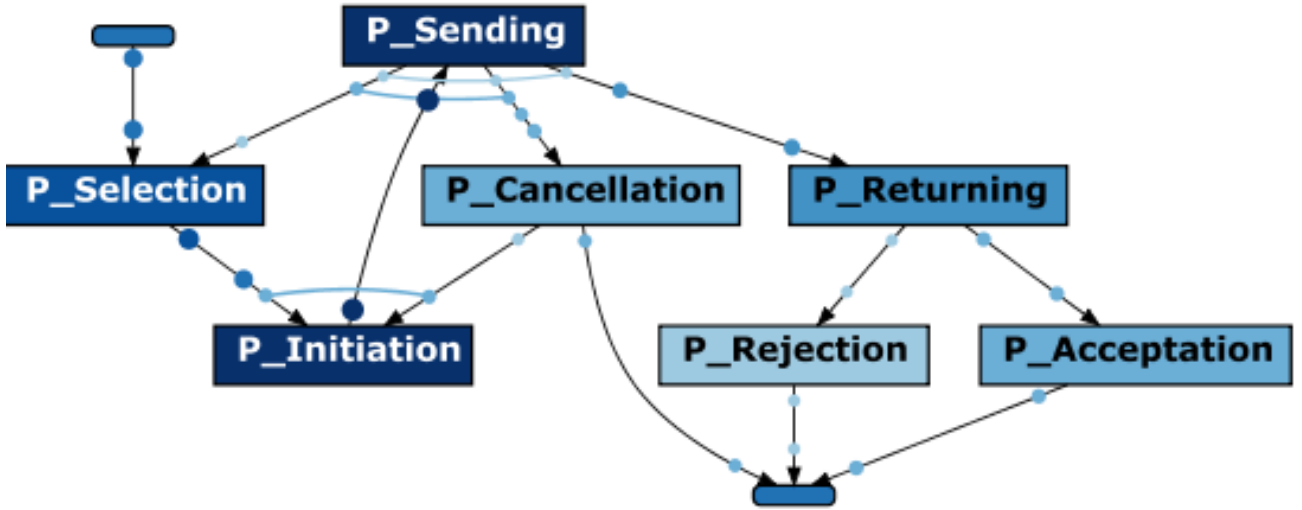 P_Sending
P_Selection
P_Cancellation
P_Returning
P_Initiation
P_Rejection
P_Acceptation